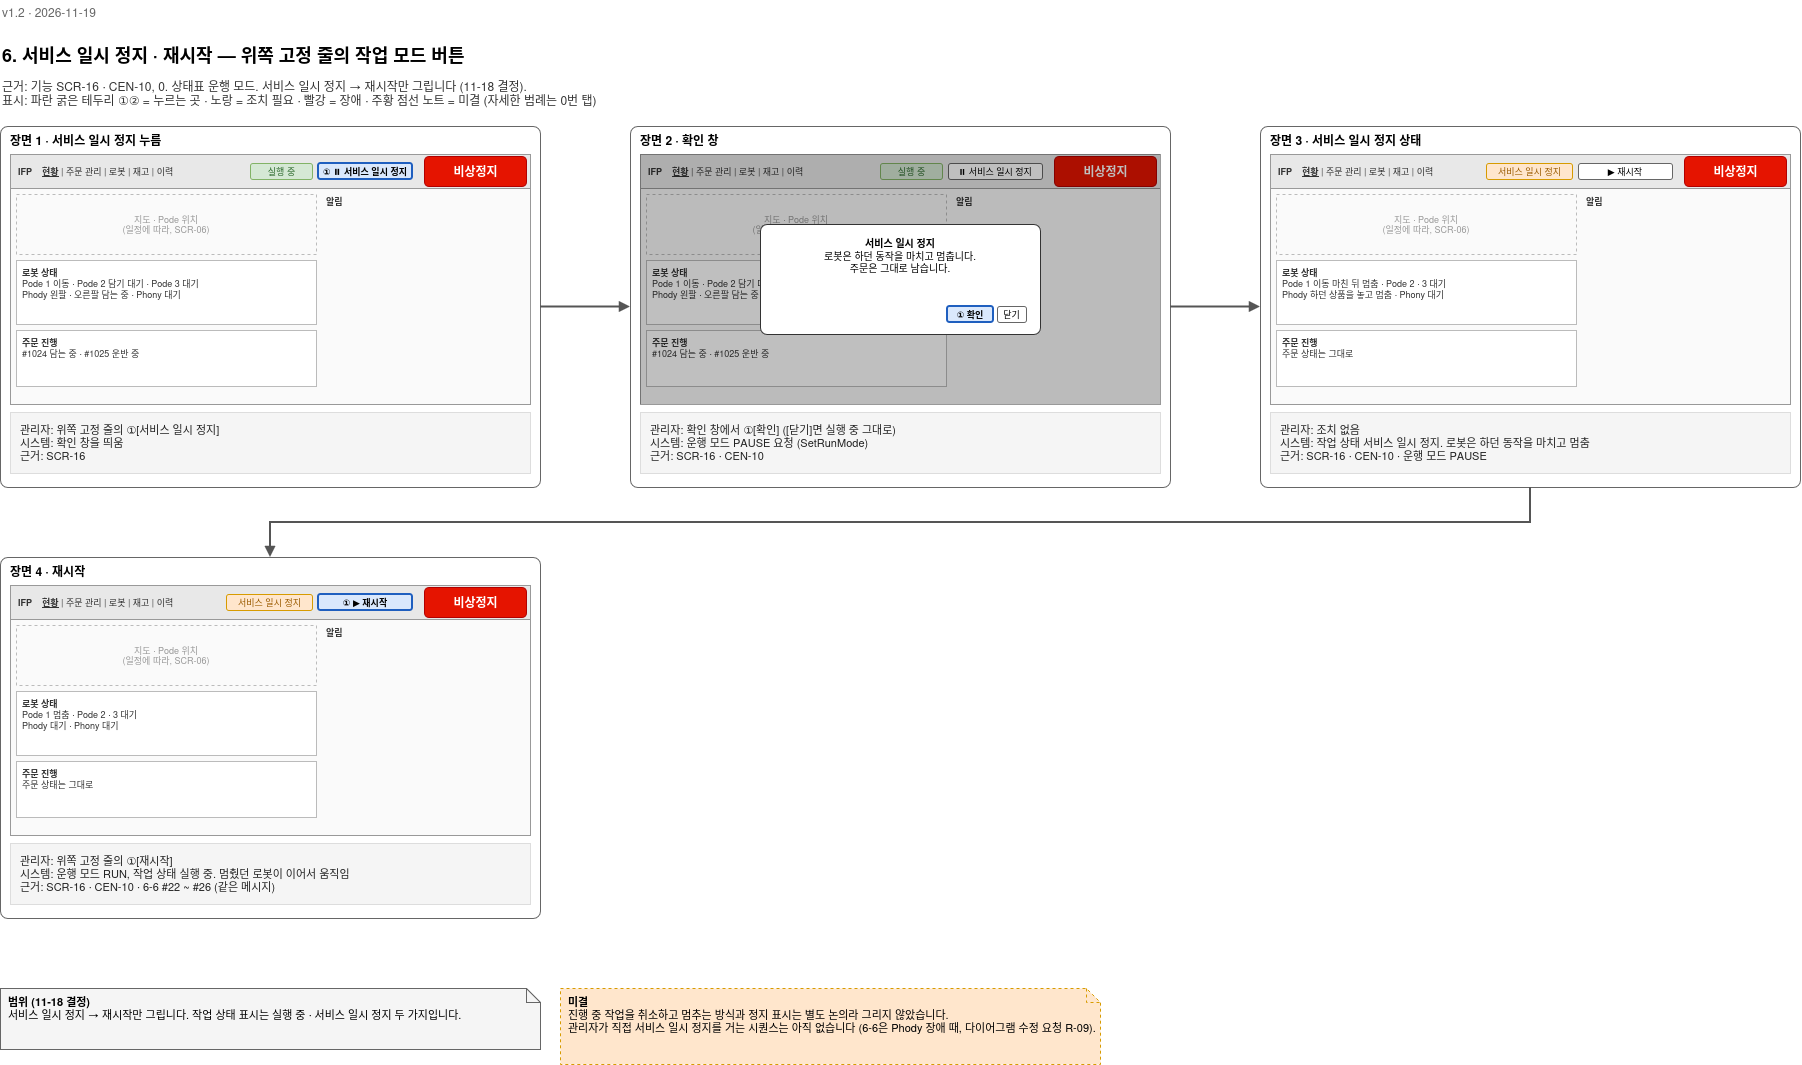 v1.2 · 2026-11-19
6. 서비스 일시 정지 · 재시작 — 위쪽 고정 줄의 작업 모드 버튼
근거: 기능 SCR-16 · CEN-10, 0. 상태표 운행 모드. 서비스 일시 정지 → 재시작만 그립니다 (11-18 결정).
표시: 파란 굵은 테두리 ①② = 누르는 곳 · 노랑 = 조치 필요 · 빨강 = 장애 · 주황 점선 노트 = 미결 (자세한 범례는 0번 탭)
장면 1 · 서비스 일시 정지 누름
IFP 현황 | 주문 관리 | 로봇 | 재고 | 이력 실행 중 ① ⏸ 서비스 일시 정지 비상정지
지도 · Pode 위치
(일정에 따라, SCR-06)
알림
로봇 상태
Pode 1 이동 · Pode 2 담기 대기 · Pode 3 대기
Phody 왼팔 · 오른팔 담는 중 · Phony 대기
주문 진행
#1024 담는 중 · #1025 운반 중
관리자: 위쪽 고정 줄의 ①[서비스 일시 정지]
시스템: 확인 창을 띄움
근거: SCR-16
장면 2 · 확인 창
IFP 현황 | 주문 관리 | 로봇 | 재고 | 이력 실행 중 ⏸ 서비스 일시 정지 비상정지
지도 · Pode 위치
알림
서비스 일시 정지
로봇은 하던 동작을 마치고 멈춥니다.
주문은 그대로 남습니다.
① 확인 닫기
로봇 상태
Pode 1 이동 · Pode 2 담기
Phody 왼팔 · 오른팔 담는 중
주문 진행
#1024 담는 중 · #1025 운반 중
관리자: 확인 창에서 ①[확인] ([닫기]면 실행 중 그대로)
시스템: 운행 모드 PAUSE 요청 (SetRunMode)
근거: SCR-16 · CEN-10
장면 3 · 서비스 일시 정지 상태
IFP 현황 | 주문 관리 | 로봇 | 재고 | 이력 서비스 일시 정지 ▶ 재시작 비상정지
지도 · Pode 위치
(일정에 따라, SCR-06)
알림
로봇 상태
Pode 1 이동 마친 뒤 멈춤 · Pode 2 · 3 대기
Phody 하던 상품을 놓고 멈춤 · Phony 대기
주문 진행
주문 상태는 그대로
관리자: 조치 없음
시스템: 작업 상태 서비스 일시 정지. 로봇은 하던 동작을 마치고 멈춤
근거: SCR-16 · CEN-10 · 운행 모드 PAUSE
장면 4 · 재시작
IFP 현황 | 주문 관리 | 로봇 | 재고 | 이력 서비스 일시 정지 ① ▶ 재시작 비상정지
지도 · Pode 위치
(일정에 따라, SCR-06)
알림
로봇 상태
Pode 1 멈춤 · Pode 2 · 3 대기
Phody 대기 · Phony 대기
주문 진행
주문 상태는 그대로
관리자: 위쪽 고정 줄의 ①[재시작]
시스템: 운행 모드 RUN, 작업 상태 실행 중. 멈췄던 로봇이 이어서 움직임
근거: SCR-16 · CEN-10 · 6-6 #22 ~ #26 (같은 메시지)
범위 (11-18 결정)
서비스 일시 정지 → 재시작만 그립니다. 작업 상태 표시는 실행 중 · 서비스 일시 정지 두 가지입니다.
미결
진행 중 작업을 취소하고 멈추는 방식과 정지 표시는 별도 논의라 그리지 않았습니다.
관리자가 직접 서비스 일시 정지를 거는 시퀀스는 아직 없습니다 (6-6은 Phody 장애 때, 다이어그램 수정 요청 R-09).